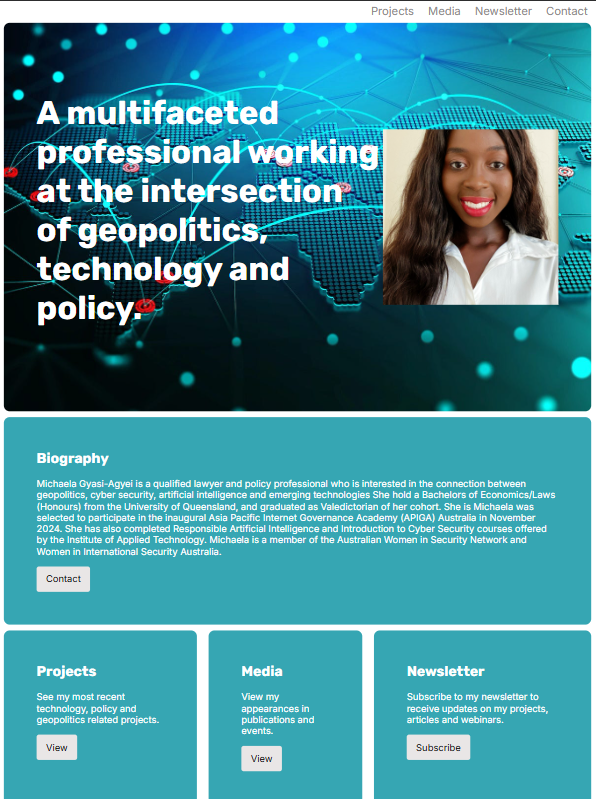 Projects Media Newsletter Contact
A multifaceted
professional working
at the intersection
of geopolitics,
technology and
policy.
Biography
Michaela Gyasi-Agyei is a qualified lawyer and policy professional who is interested in the connection between
geopolitics, cyber security, artificial intelligence and emerging technologies She hold a Bachelors of Economics/Laws
(Honours) from the University of Queensland, and graduated as Valedictorian of her cohort. She is Michaela was
selected to participate in the inaugural Asia Pacific Internet Governance Academy (APIGA) Australia in November
2024. She has also completed Responsible Artificial Intelligence and Introduction to Cyber Security courses offered
by the Institute of Applied Technology. Michaela is a member of the Australian Women in Security Network and
Women in International Security Australia.
Contact
Projects
See my most recent
technology, policy and
geopolitics related projects.
View
Media
View my
appearances in
publications and
events.
View
Newsletter
Subscribe to my newsletter to
receive updates on my projects,
articles and webinars.
Subscribe